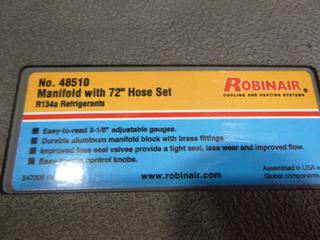 No. 48510
Manifold with 72" Hose Set
R134a Refrigerants
ROBINAIR®
COOLING AND HEATING SYSTEMS
■ Easy-to-read 3-1/8" adjustable gauges.
■ Durable aluminum manifold block with brass fittings.
■ Improved face seal valves provide a tight seal, less wear and improved flow.
■ control knobs.
www.robinair.com
Assembled in USA
Global components